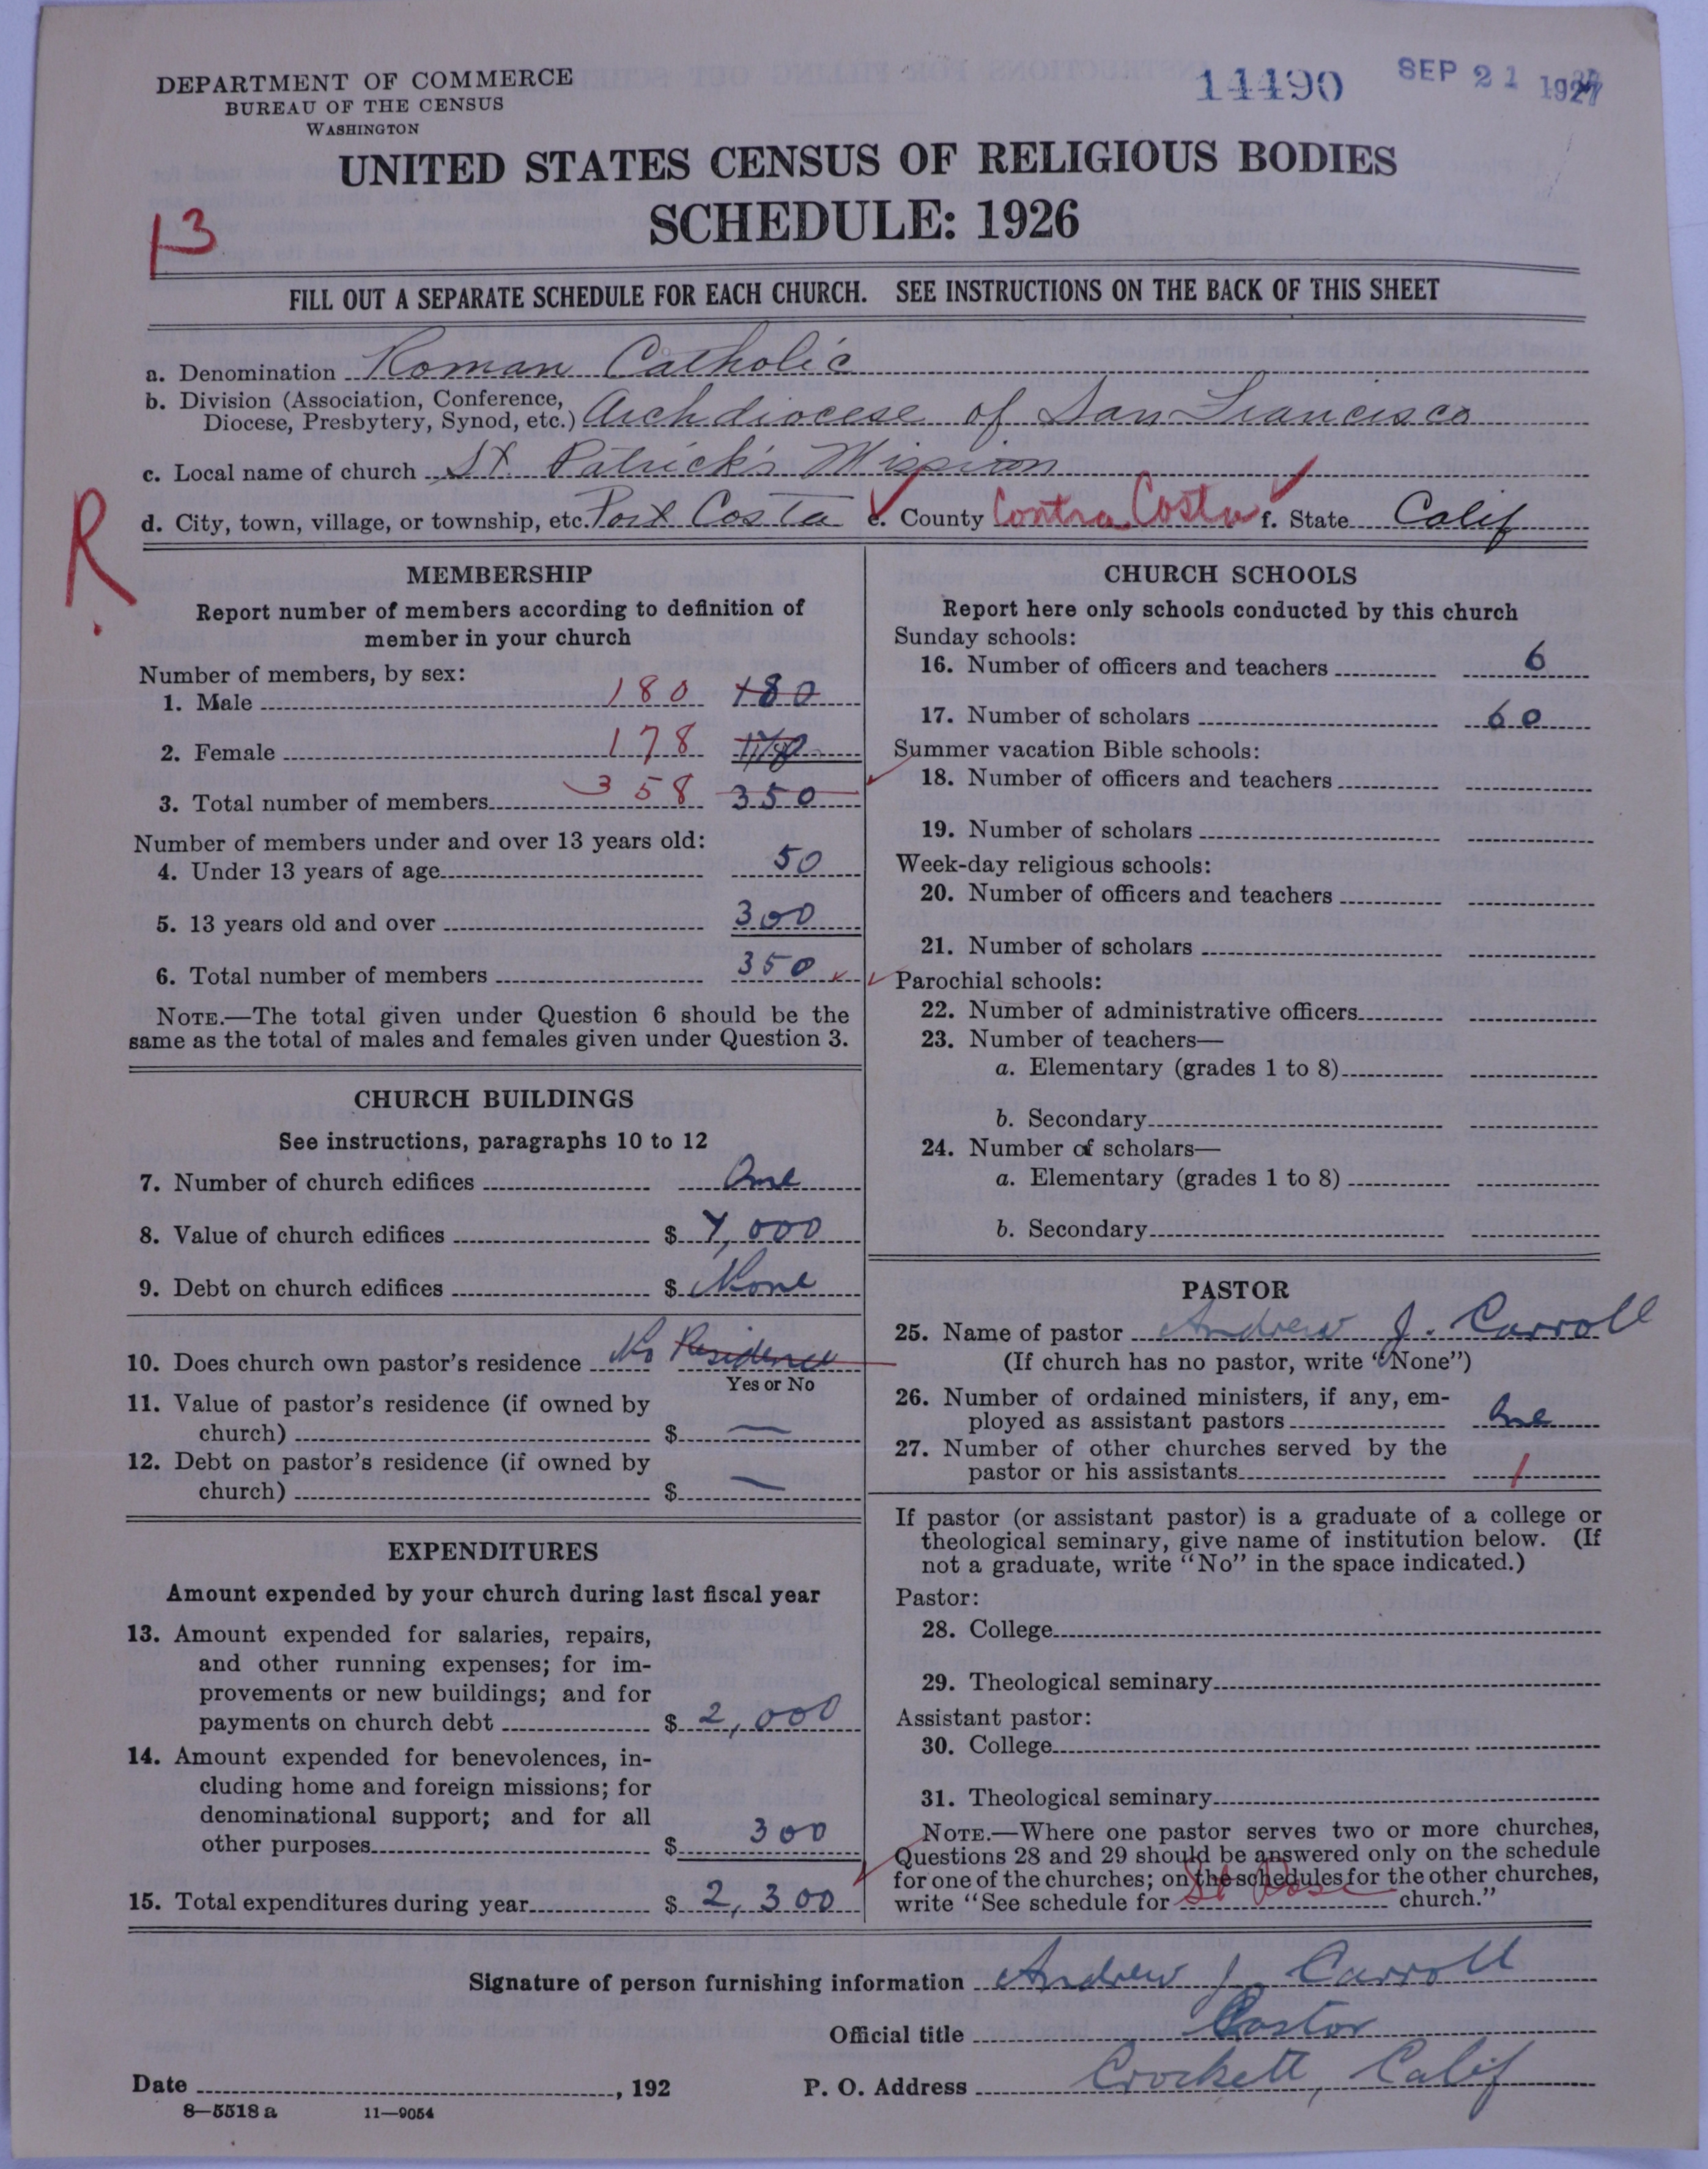 DEPARTMENT OF COMMERCE
BUREAU OF THE CENSUS
WASHINGTON
14490 SEP 21 1927
UNITED STATES CENSUS OF RELIGIOUS BODIES
SCHEDULE: 1926
13
FILL OUT A SEPARATE SCHEDULE FOR EACH CHURCH. SEE INSTRUCTIONS ON THE BACK OF THIS SHEET
a. Denomination Roman Catholic
b. Division (Association, Conference,
Diocese, Presbytery, Synod, etc.) Archdiocese of San Francisco
c. Local name of church St. Patrick's Mission
R.
d. City, town, village, or township, etc. Port Costa e. County Contra Costa f. State Calif
MEMBERSHIP
Report number of members according to definition of
member in your church
Number of members, by sex:
1. Male 180 180
2. Female 178
3. Total number of members 358 350
Number of members under and over 13 years old:
4. Under 13 years of age 50
5. 13 years old and over 300
6. Total number of members 350
NOTE.—The total given under Question 6 should be the
same as the total of males and females given under Question 3.
CHURCH BUILDINGS
See instructions, paragraphs 10 to 12
7. Number of church edifices One
8. Value of church edifices $ 7,000
9. Debt on church edifices $ None
10. Does church own pastor's residence No Residence
Yes or No
11. Value of pastor's residence (if owned by
church) $ —
12. Debt on pastor's residence (if owned by
church) $ —
EXPENDITURES
Amount expended by your church during last fiscal year
13. Amount expended for salaries, repairs,
and other running expenses; for im-
provements or new buildings; and for
payments on church debt $ 2,000
14. Amount expended for benevolences, in-
cluding home and foreign missions; for
denominational support; and for all
other purposes $ 300
15. Total expenditures during year $ 2,300
CHURCH SCHOOLS
Report here only schools conducted by this church
Sunday schools:
16. Number of officers and teachers 6
17. Number of scholars 60
Summer vacation Bible schools:
18. Number of officers and teachers
19. Number of scholars
Week-day religious schools:
20. Number of officers and teachers
21. Number of scholars
Parochial schools:
22. Number of administrative officers
23. Number of teachers—
a. Elementary (grades 1 to 8)
b. Secondary
24. Number of scholars—
a. Elementary (grades 1 to 8)
b. Secondary
PASTOR
25. Name of pastor Andrew J. Carroll
(If church has no pastor, write "None")
26. Number of ordained ministers, if any, em-
ployed as assistant pastors One
27. Number of other churches served by the
pastor or his assistants 1
If pastor (or assistant pastor) is a graduate of a college or
theological seminary, give name of institution below. (If
not a graduate, write "No" in the space indicated.)
Pastor:
28. College
29. Theological seminary
Assistant pastor:
30. College
31. Theological seminary
NOTE.—Where one pastor serves two or more churches,
Questions 28 and 29 should be answered only on the schedule
for one of the churches; on the schedules for the other churches,
write "See schedule for St Rose church."
Signature of person furnishing information Andrew J. Carroll
Official title Pastor
Date , 192 P. O. Address Crockett, Calif
8—5518 a 11—9054